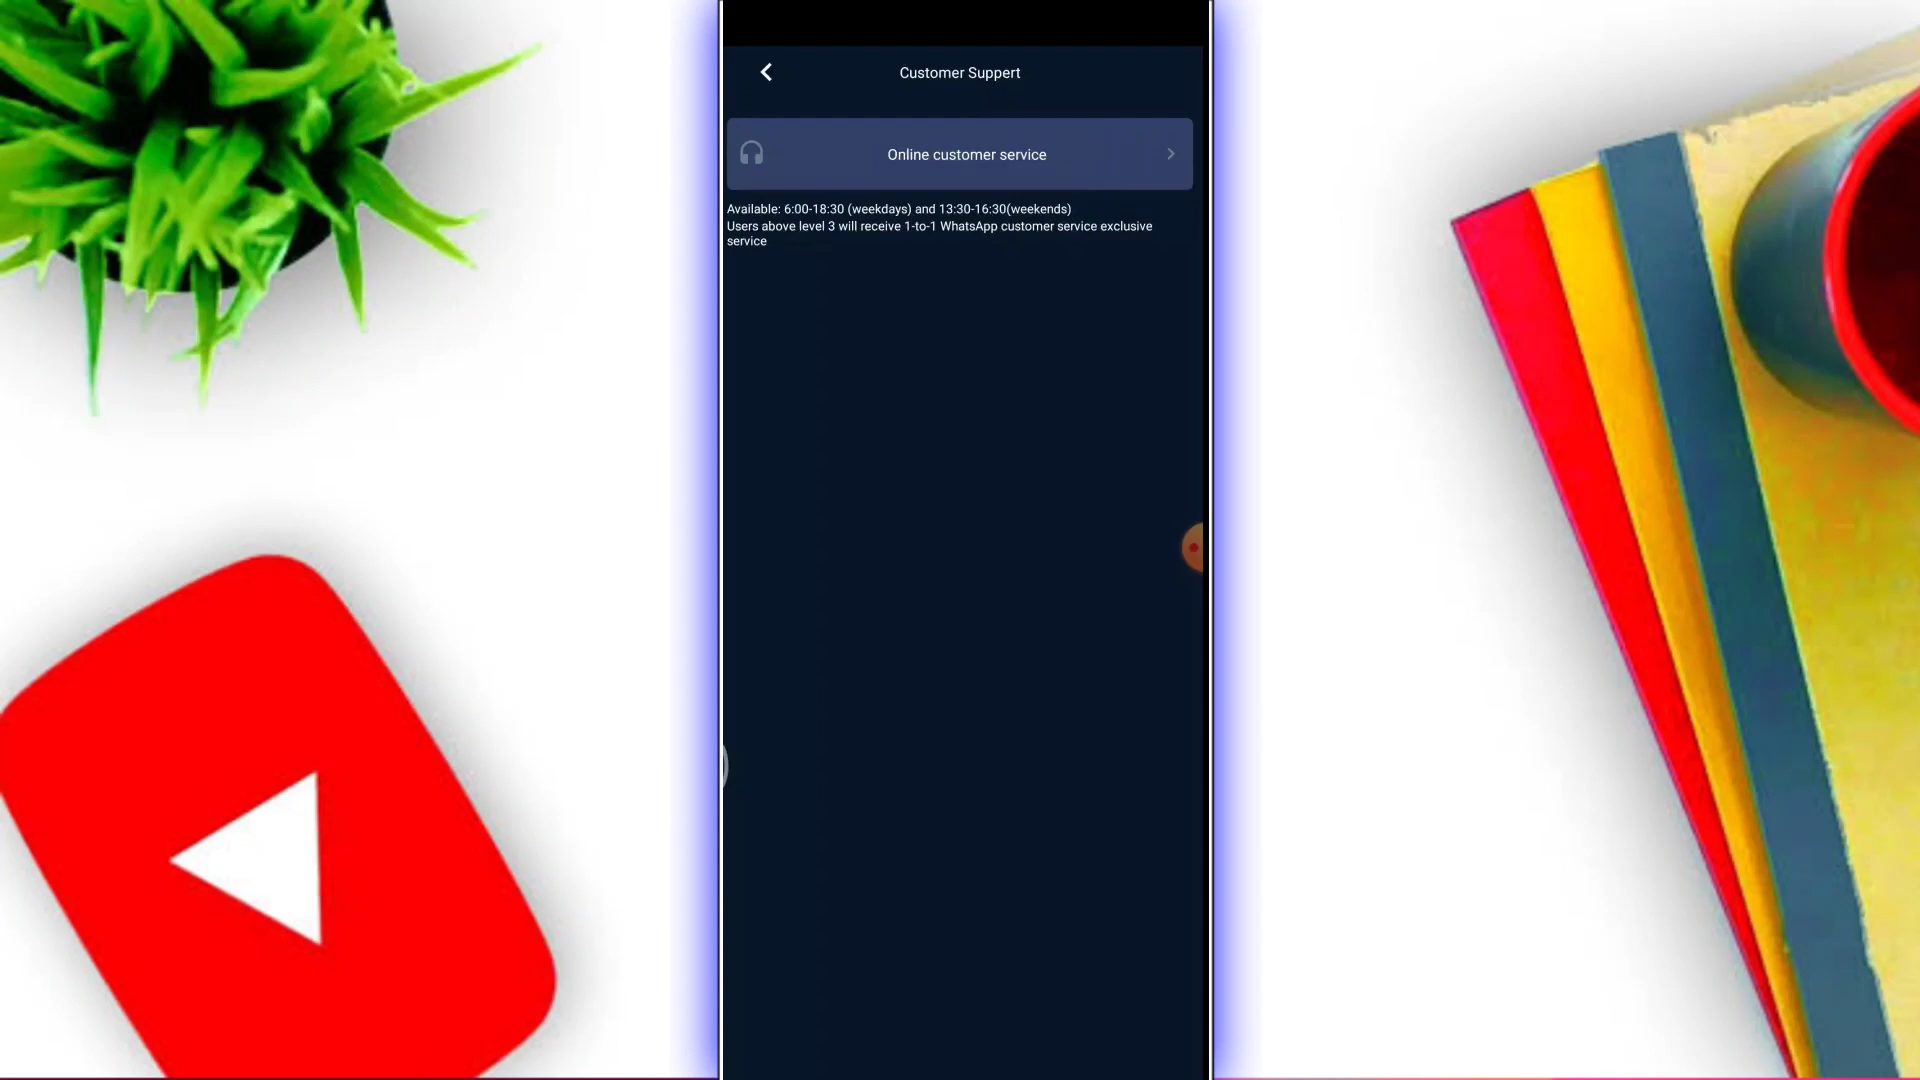 Customer Support
Online customer service
Available: 6:00-18:30 (weekdays) and 13:30-16:30(weekends)
Users above level 3 will receive 1-to-1 WhatsApp customer service exclusive
service